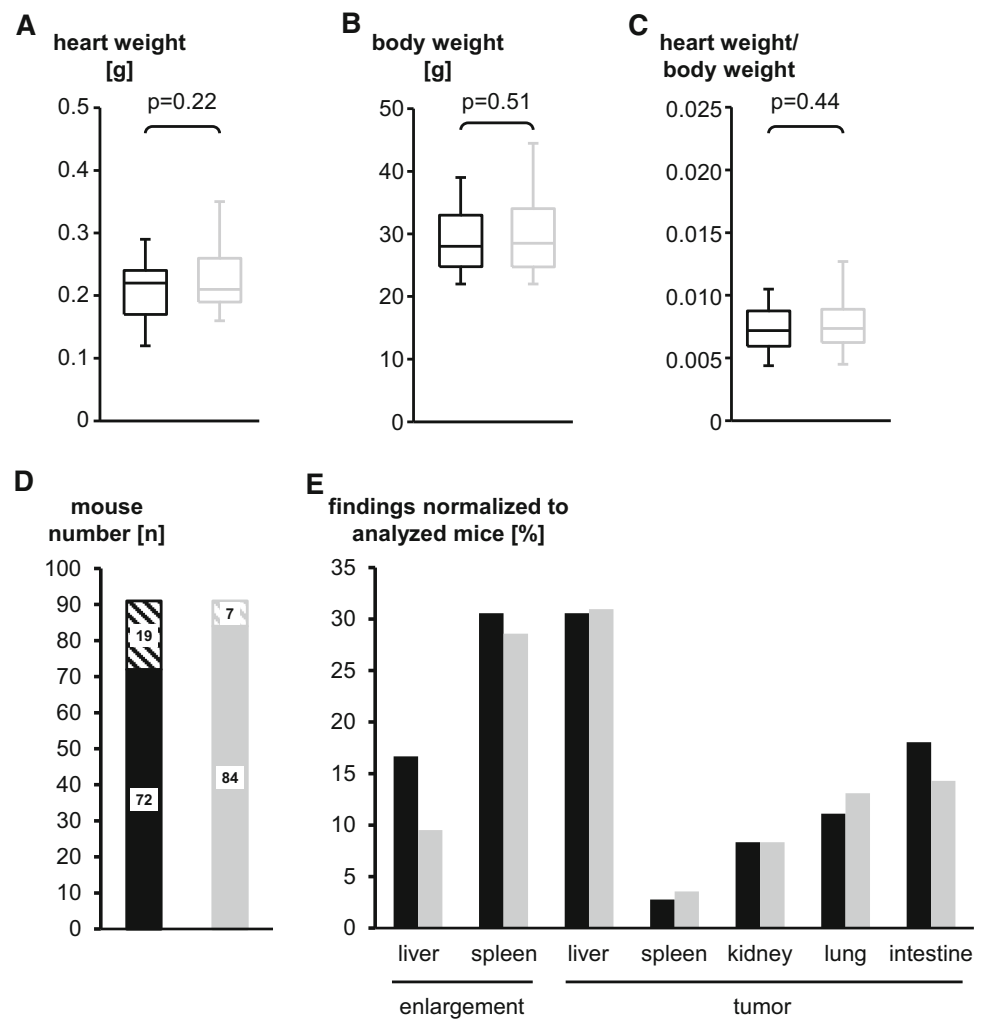 A
heart weight
[g]
p=0.22
0.5
0.4
0.3
0.2
0.1
0
B
body weight
[g]
p=0.51
50
40
30
20
10
0
C
heart weight/
body weight
p=0.44
0.025
0.020
0.015
0.010
0.005
0
D
mouse
number [n]
100
90
80
70
60
50
40
30
20
10
0
19
72
7
84
E
findings normalized to
analyzed mice [%]
35
30
25
20
15
10
5
0
liver spleen liver spleen kidney lung intestine
enlargement tumor